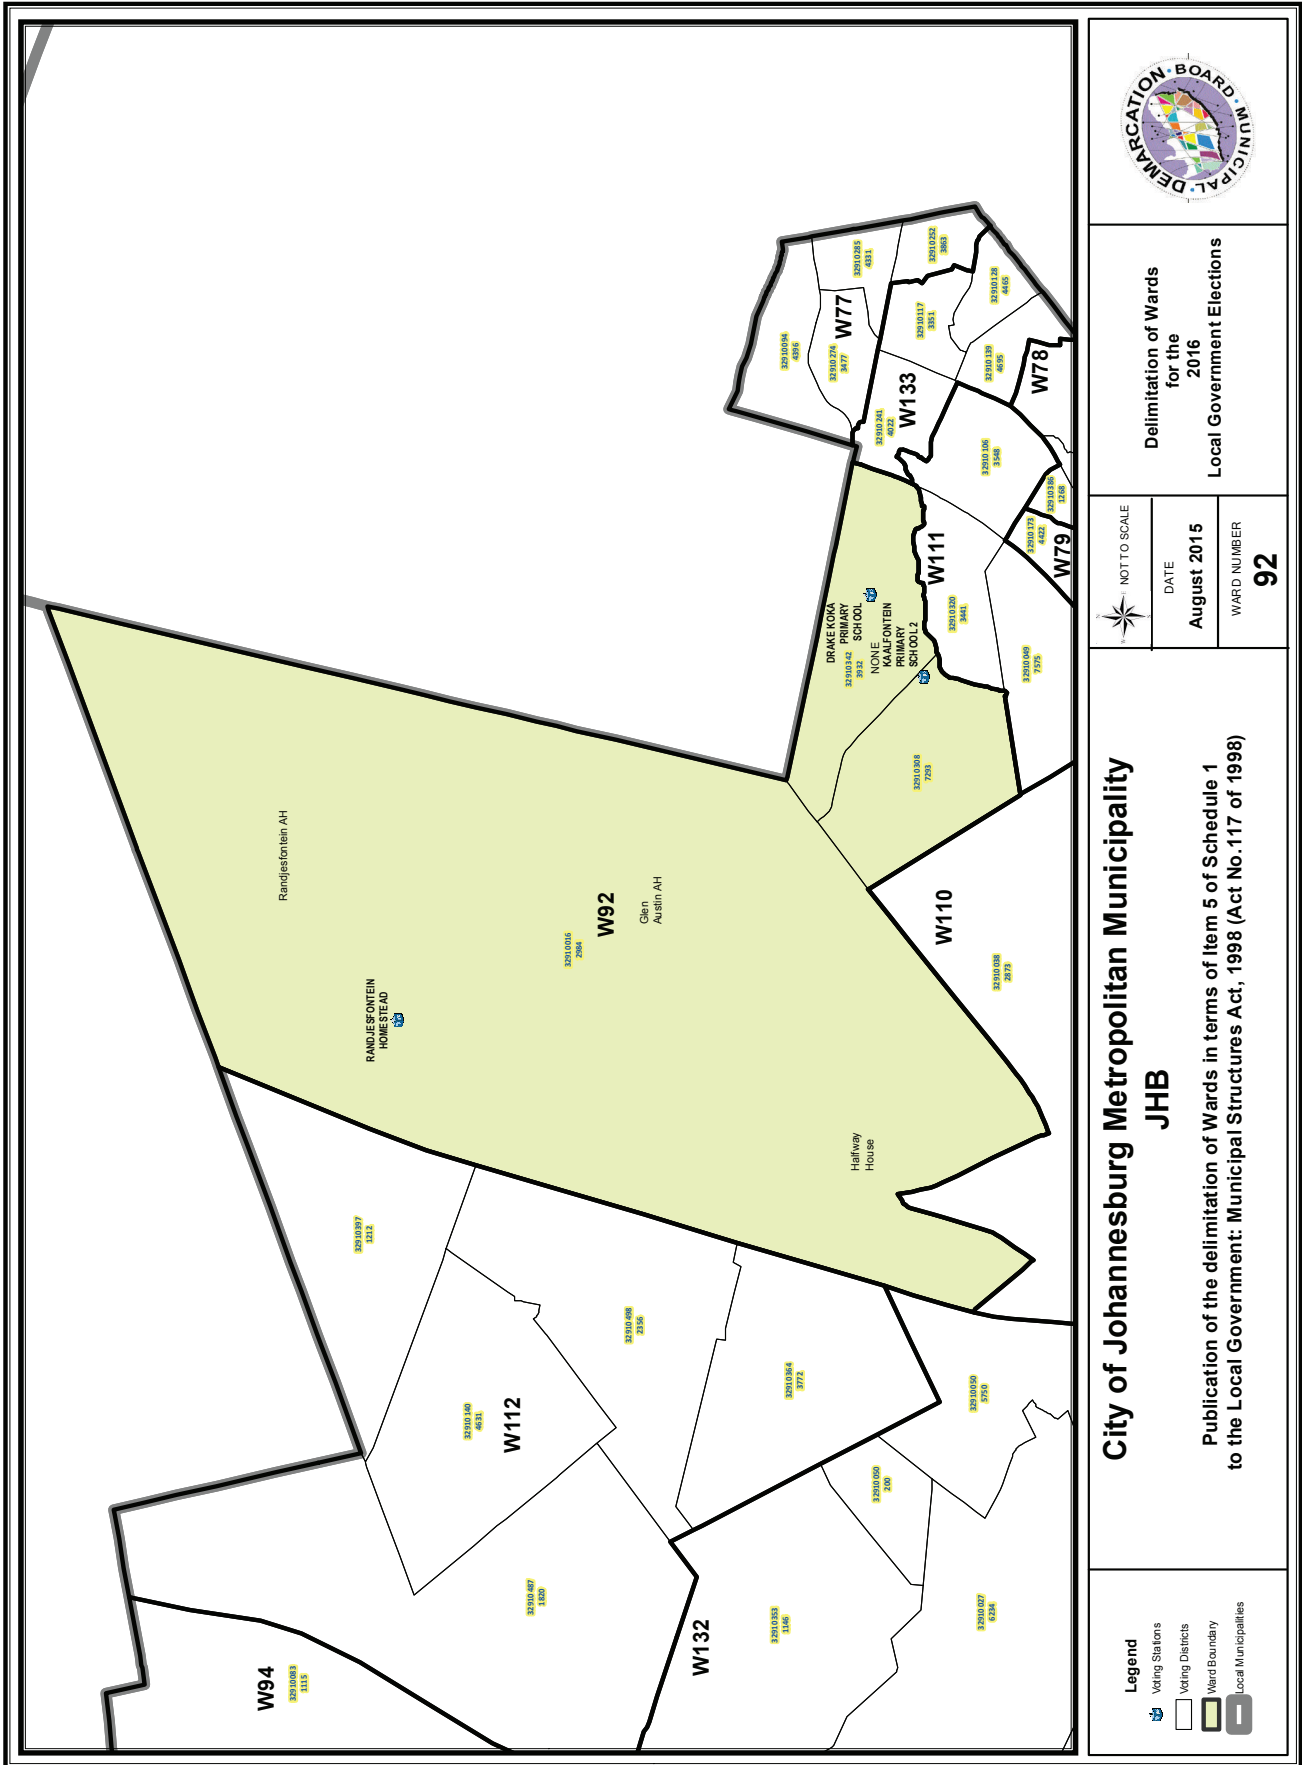 Randjesfontein AH
RANDJESFONTEIN
HOMESTEAD
32910016
2984
W92
Glen
Austin AH
Halfway
House
DRAKE KOKA
PRIMARY
SCHOOL
32910342
3932
NONE
KAALFONTEIN
PRIMARY
SCHOOL 2
32910308
7293
W94
32910083
1115
32910397
1212
32910140
4631
W112
32910487
1820
32910498
2356
32910364
3772
W132
32910353
1146
32910050
200
32910050
5750
32910027
6234
W110
32910038
2873
32910094
4396
32910285
4331
W77
32910274
3477
32910252
3863
32910117
3351
32910128
4465
W133
32910241
4022
32910139
4695
W78
32910106
3548
32910386
1268
32910173
4422
W79
W111
32910320
3441
32910049
7575
Legend
Voting Stations
Voting Districts
Ward Boundary
Local Municipalities
City of Johannesburg Metropolitan Municipality
JHB
Publication of the delimitation of Wards in terms of Item 5 of Schedule 1
to the Local Government: Municipal Structures Act, 1998 (Act No.117 of 1998)
NOT TO SCALE
DATE
August 2015
WARD NUMBER
92
Delimitation of Wards
for the
2016
Local Government Elections
MUNICIPAL • DEMARCATION • BOARD •